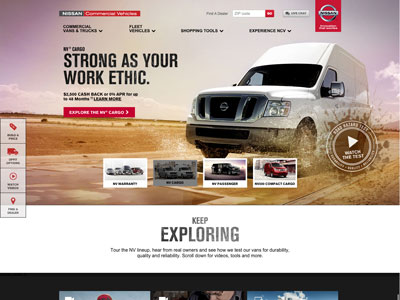 NISSAN Commercial Vehicles
Find A Dealer ZIP code GO LIVE CHAT
COMMERCIAL VANS & TRUCKS
FLEET VEHICLES
SHOPPING TOOLS
EXPERIENCE NCV
NISSAN
NV CARGO
STRONG AS YOUR
WORK ETHIC.
$2,500 CASH BACK or 0% APR for up
to 48 Months LEARN MORE
EXPLORE THE NV CARGO
BUILD & PRICE
VIEW OFFERS
WATCH VIDEOS
FIND A DEALER
WATCH THE TEST
NV WARRANTY
NV CARGO
NV PASSENGER
NV200 COMPACT CARGO
KEEP
EXPLORING
Tour the NV lineup, hear from real owners and see how we test our vans for durability,
quality and reliability. Scroll down for videos, tools and more.